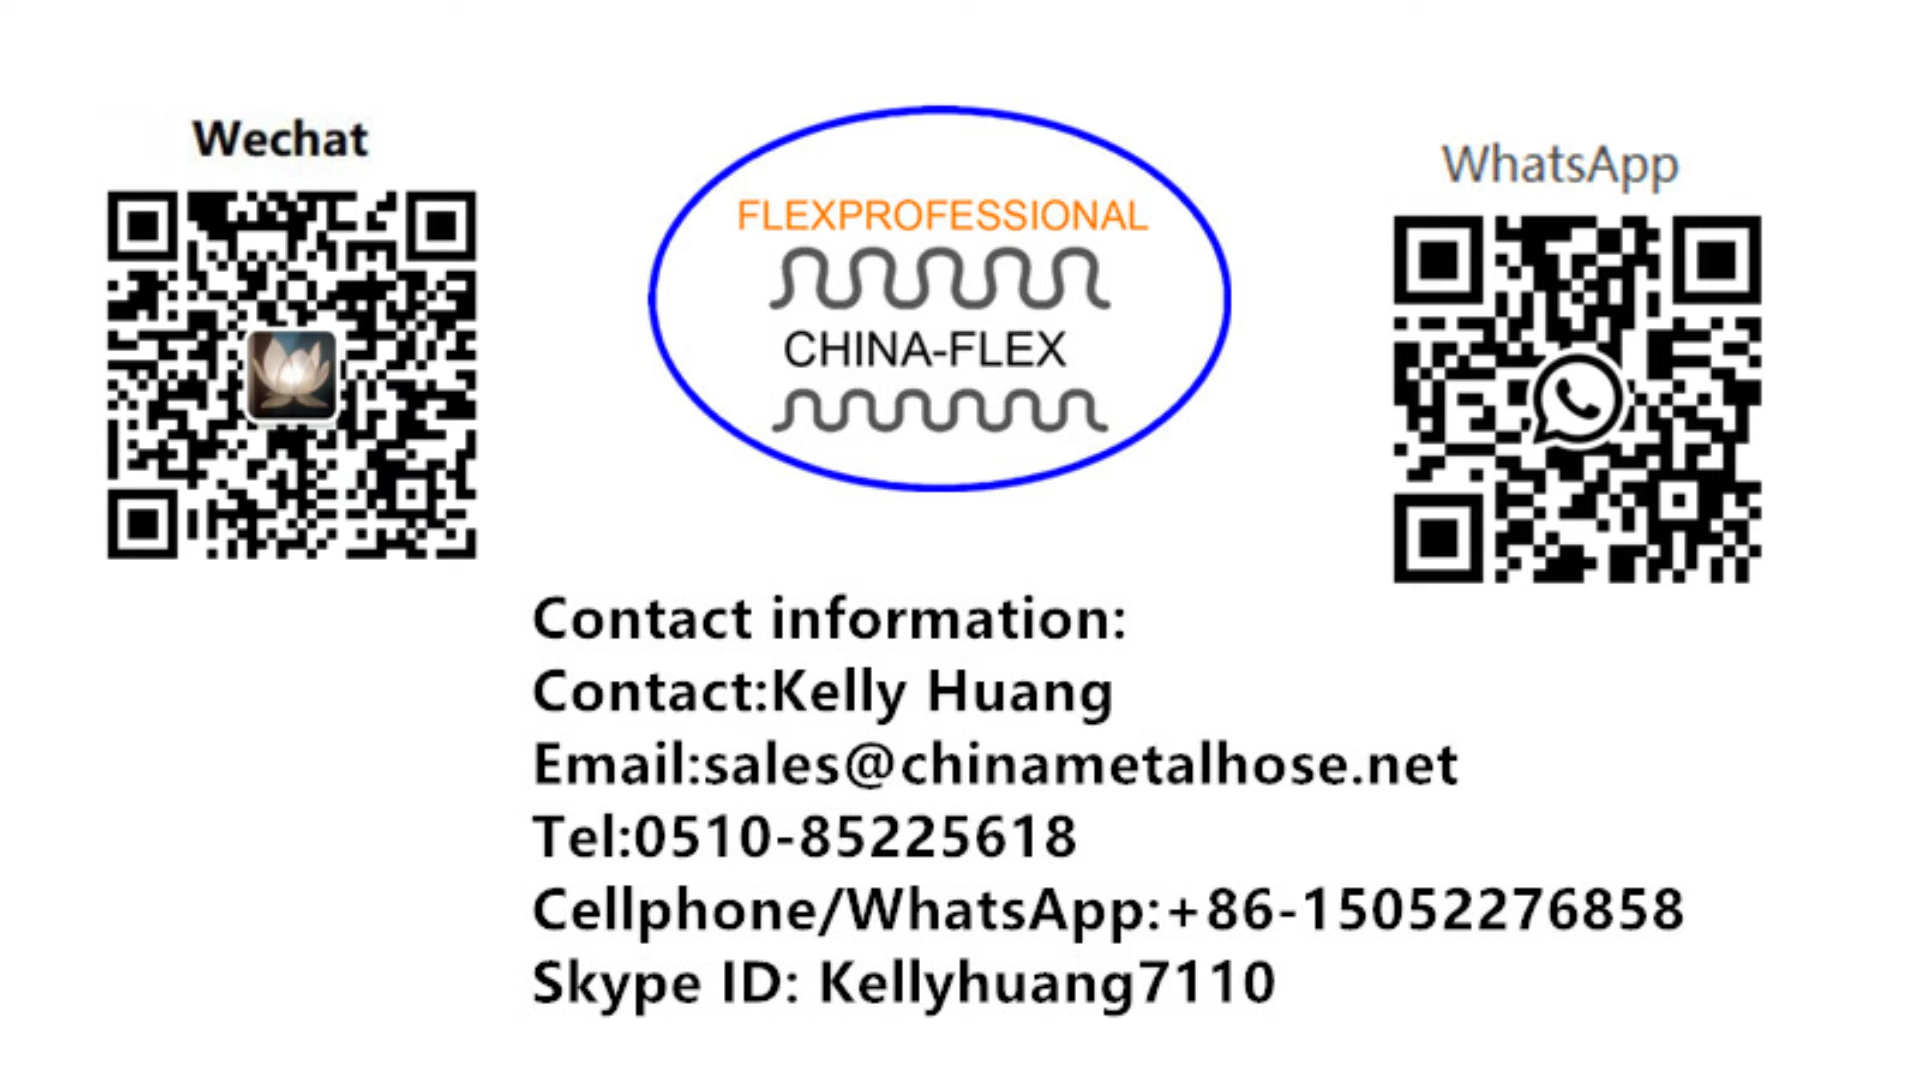 Wechat
FLEXPROFESSIONAL
CHINA-FLEX
WhatsApp
Contact information:
Contact:Kelly Huang
Email:sales@chinametalhose.net
Tel:0510-85225618
Cellphone/WhatsApp:+86-15052276858
Skype ID: Kellyhuang7110